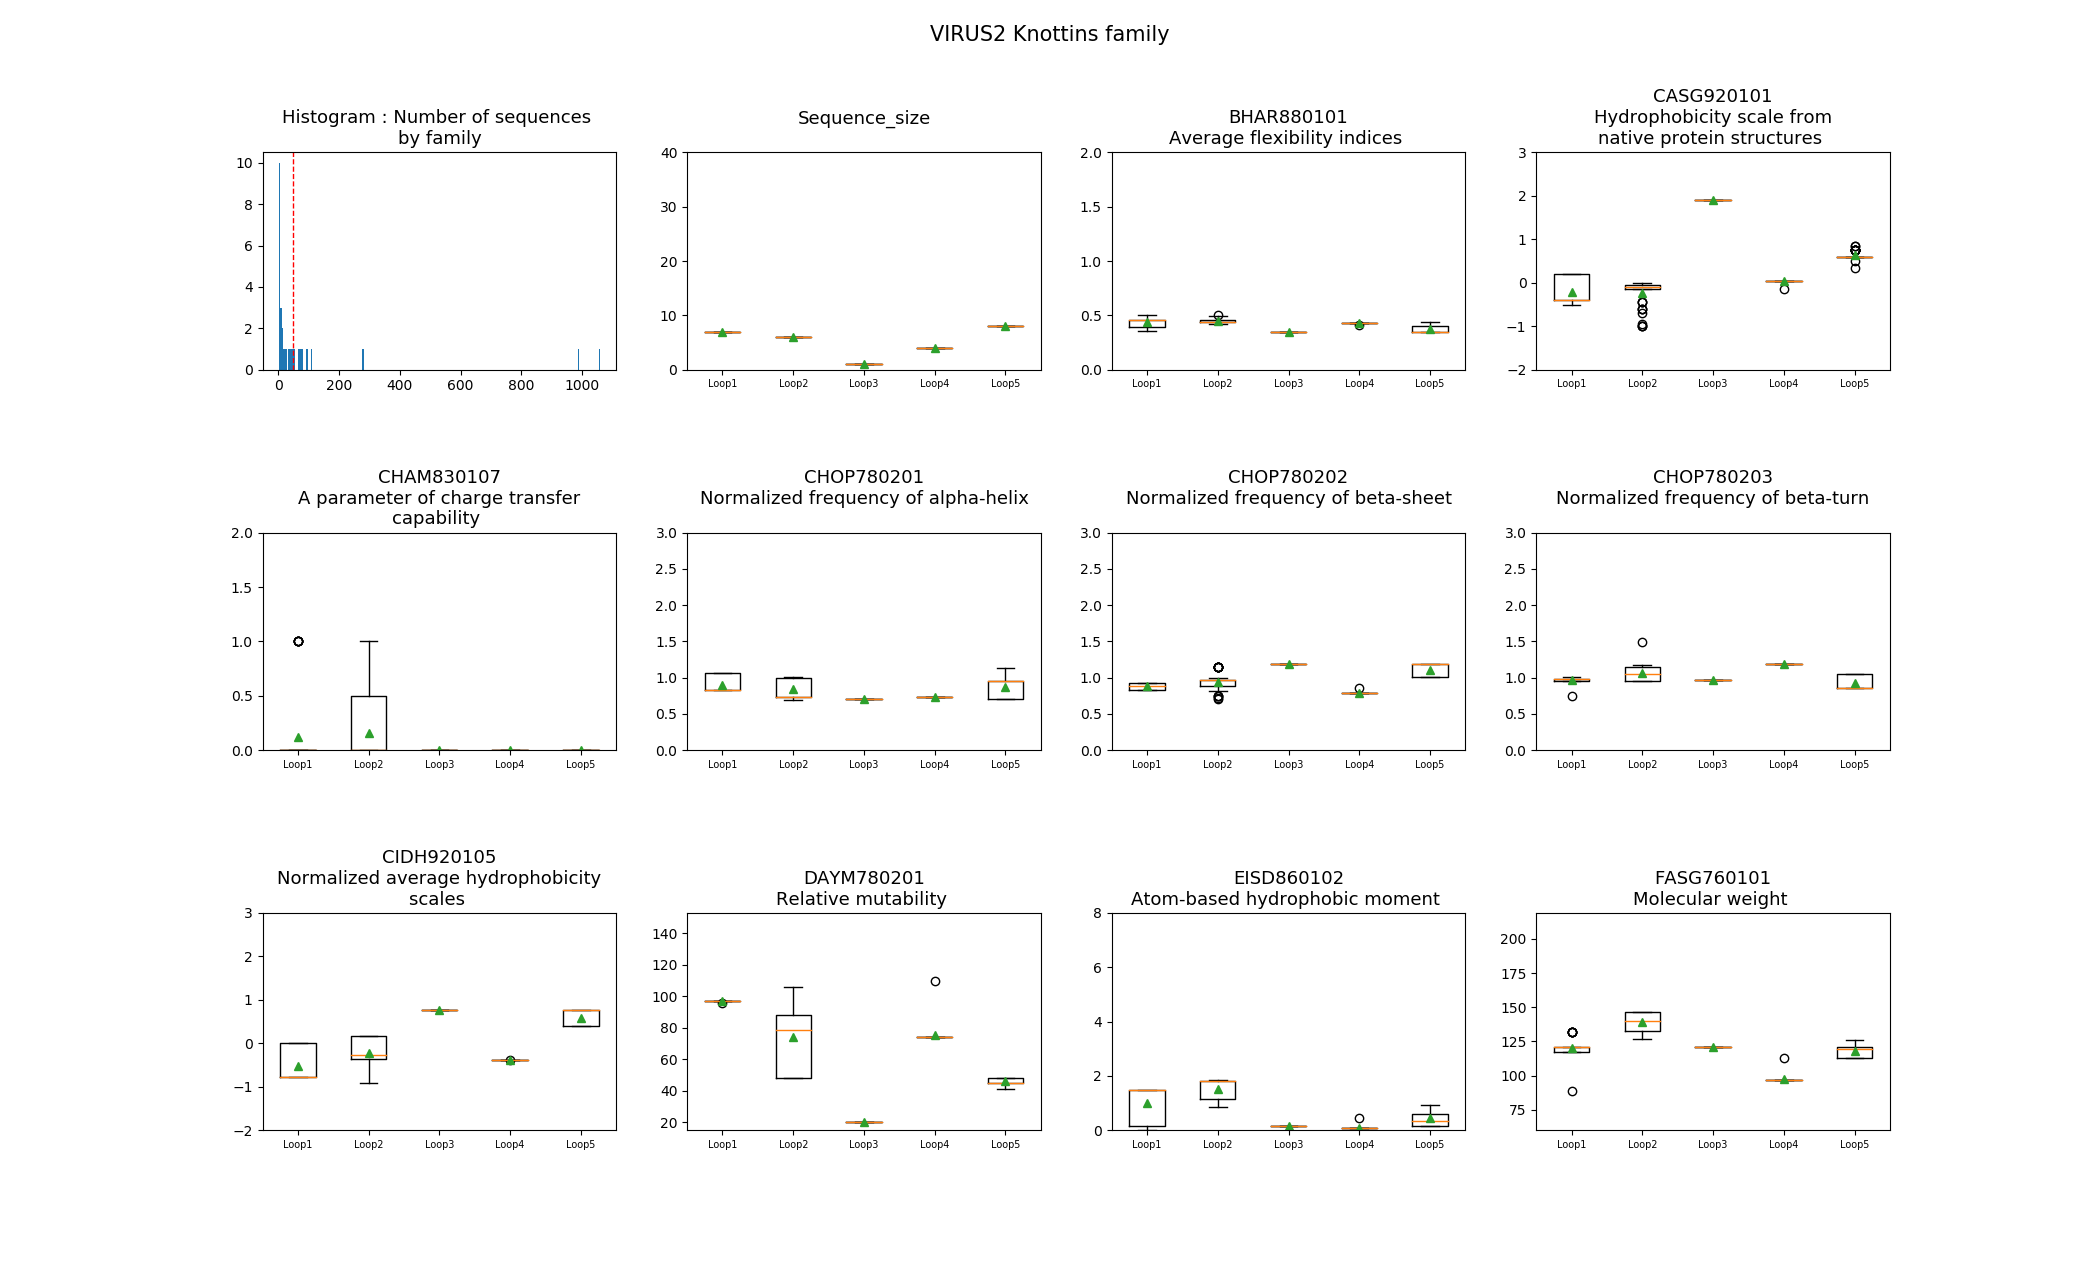 VIRUS2 Knottins family
Histogram : Number of sequences
by family
10
8
6
4
2
0
0 200 400 600 800 1000
Sequence_size
40
30
20
10
0
Loop1 Loop2 Loop3 Loop4 Loop5
BHAR880101
Average flexibility indices
2.0
1.5
1.0
0.5
0.0
Loop1 Loop2 Loop3 Loop4 Loop5
CASG920101
Hydrophobicity scale from
native protein structures
3
2
1
0
−1
−2
Loop1 Loop2 Loop3 Loop4 Loop5
CHAM830107
A parameter of charge transfer
capability
2.0
1.5
1.0
0.5
0.0
Loop1 Loop2 Loop3 Loop4 Loop5
CHOP780201
Normalized frequency of alpha-helix
3.0
2.5
2.0
1.5
1.0
0.5
0.0
Loop1 Loop2 Loop3 Loop4 Loop5
CHOP780202
Normalized frequency of beta-sheet
3.0
2.5
2.0
1.5
1.0
0.5
0.0
Loop1 Loop2 Loop3 Loop4 Loop5
CHOP780203
Normalized frequency of beta-turn
3.0
2.5
2.0
1.5
1.0
0.5
0.0
Loop1 Loop2 Loop3 Loop4 Loop5
CIDH920105
Normalized average hydrophobicity
scales
3
2
1
0
−1
−2
Loop1 Loop2 Loop3 Loop4 Loop5
DAYM780201
Relative mutability
140
120
100
80
60
40
20
Loop1 Loop2 Loop3 Loop4 Loop5
EISD860102
Atom-based hydrophobic moment
8
6
4
2
0
Loop1 Loop2 Loop3 Loop4 Loop5
FASG760101
Molecular weight
200
175
150
125
100
75
Loop1 Loop2 Loop3 Loop4 Loop5